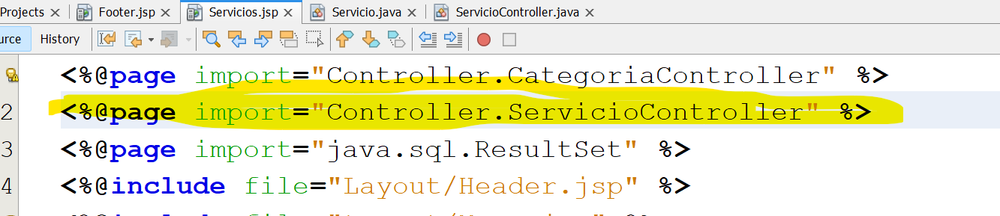 Projects Footer.jsp Servicios.jsp Servicio.java ServicioController.java
urce History
<%@page import="Controller.CategoriaController" %>
2 <%@page import="Controller.ServicioController" %>
3 <%@page import="java.sql.ResultSet" %>
4 <%@include file="Layout/Header.jsp" %>